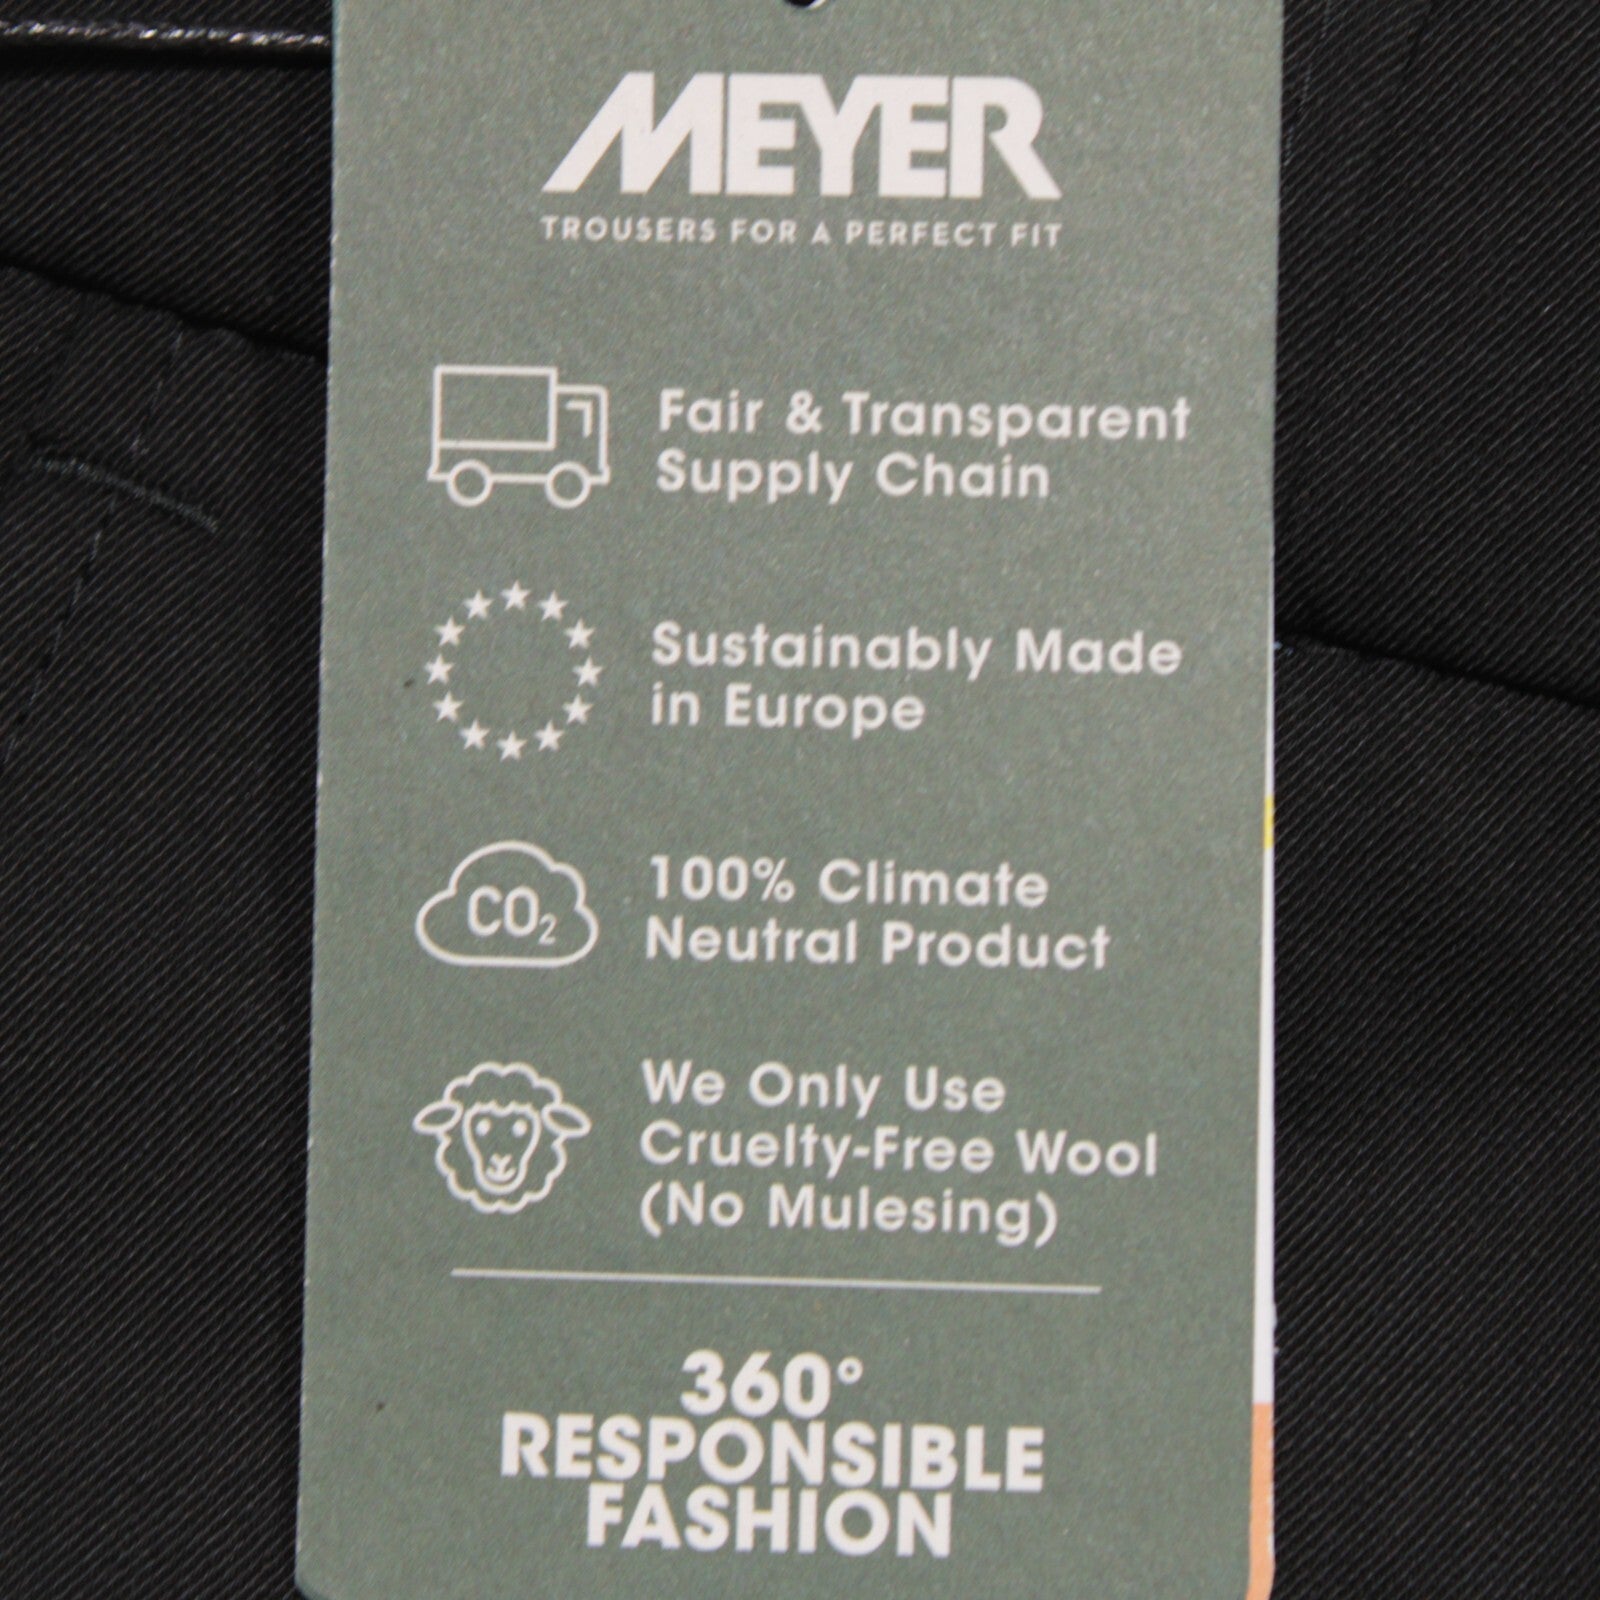 MEYER
TROUSERS FOR A PERFECT FIT
Fair & Transparent
Supply Chain
Sustainably Made
in Europe
CO₂
100% Climate
Neutral Product
We Only Use
Cruelty-Free Wool
(No Mulesing)
360°
RESPONSIBLE
FASHION